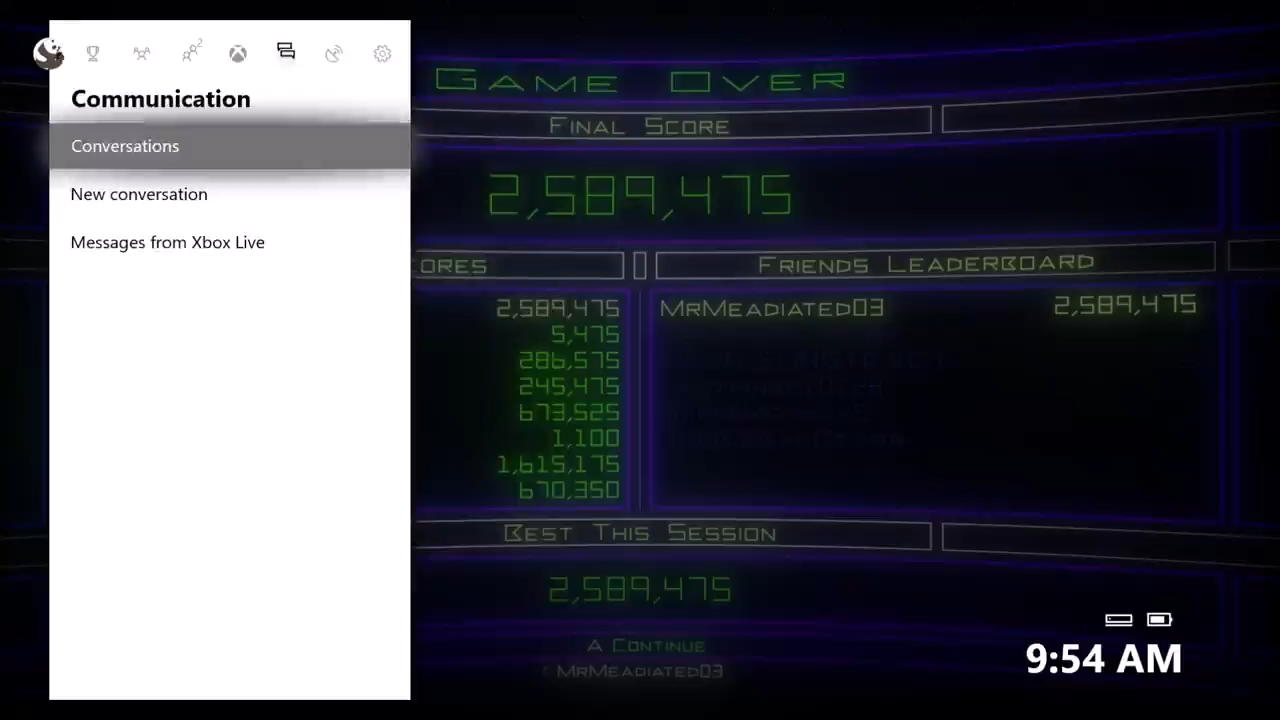 2
Communication
Conversations
New conversation
Messages from Xbox Live
GAME OVER
FINAL SCORE
2,589,475
ORES
2,589,475
5,475
286,575
245,475
673,525
1,100
1,615,175
670,350
FRIENDS LEADERBOARD
MRMEADIATED03 2,589,475
BEST THIS SESSION
2,589,475
A CONTINUE
MRMEADIATED03
9:54 AM